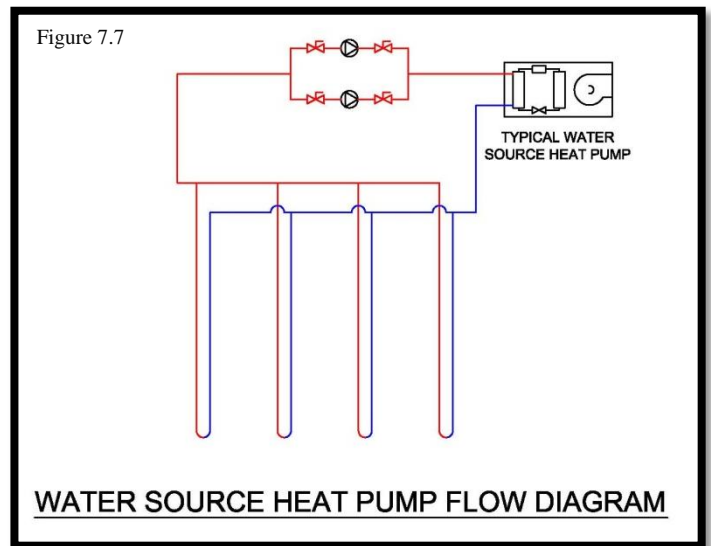 Figure 7.7
TYPICAL WATER
SOURCE HEAT PUMP
WATER SOURCE HEAT PUMP FLOW DIAGRAM